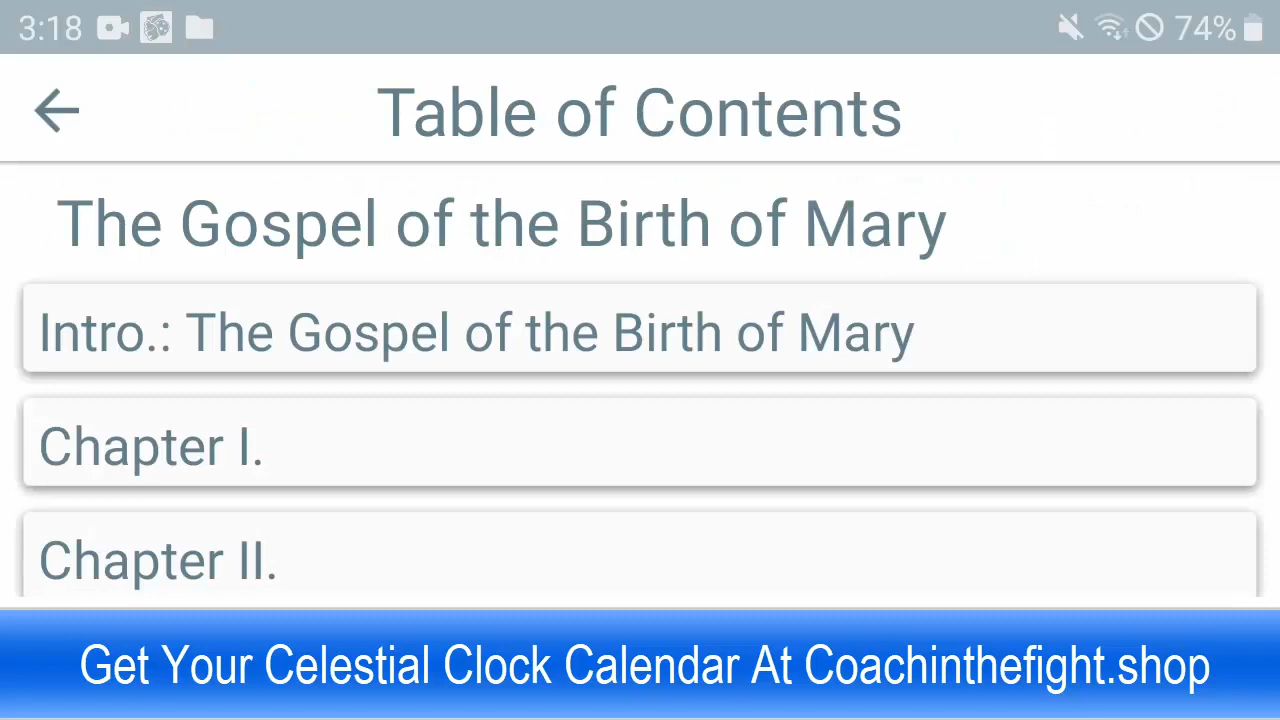 3:18
74%
Table of Contents
The Gospel of the Birth of Mary
Intro.: The Gospel of the Birth of Mary
Chapter I.
Chapter II.
Get Your Celestial Clock Calendar At Coachinthefight.shop